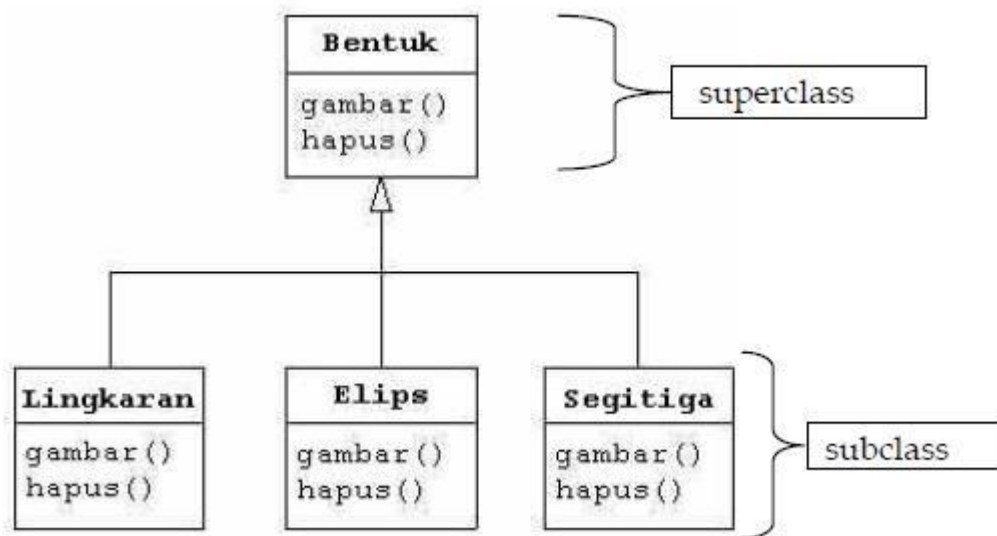 Bentuk
gambar()
hapus()
superclass
Lingkaran
gambar()
hapus()
Elips
gambar()
hapus()
Segitiga
gambar()
hapus()
subclass